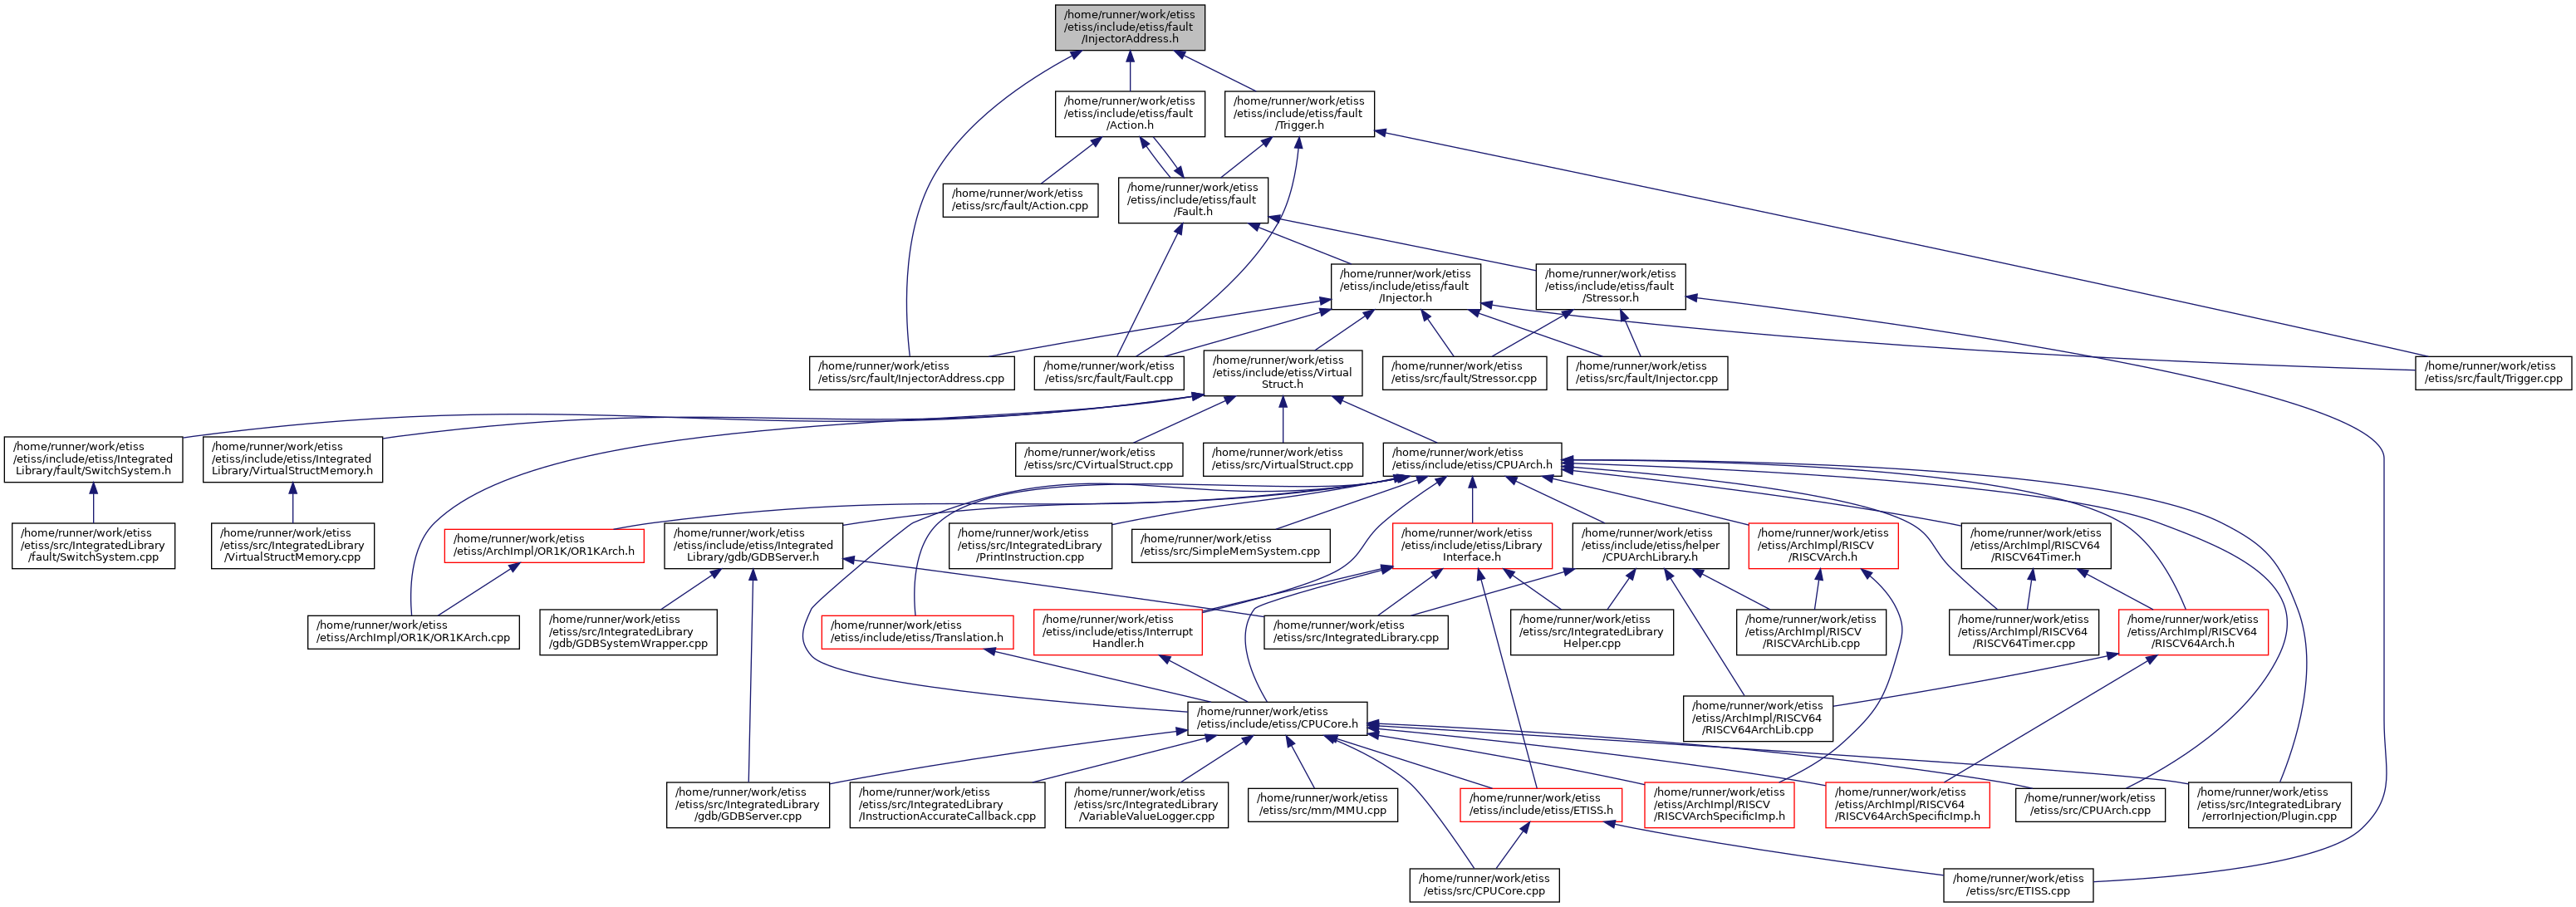 /home/runner/work/etiss
/etiss/include/etiss/fault
/InjectorAddress.h
/home/runner/work/etiss
/etiss/include/etiss/fault
/Action.h
/home/runner/work/etiss
/etiss/include/etiss/fault
/Trigger.h
/home/runner/work/etiss
/etiss/src/fault/Action.cpp
/home/runner/work/etiss
/etiss/include/etiss/fault
/Fault.h
/home/runner/work/etiss
/etiss/include/etiss/fault
/Injector.h
/home/runner/work/etiss
/etiss/include/etiss/fault
/Stressor.h
/home/runner/work/etiss
/etiss/src/fault/InjectorAddress.cpp
/home/runner/work/etiss
/etiss/src/fault/Fault.cpp
/home/runner/work/etiss
/etiss/include/etiss/Virtual
Struct.h
/home/runner/work/etiss
/etiss/src/fault/Stressor.cpp
/home/runner/work/etiss
/etiss/src/fault/Injector.cpp
/home/runner/work/etiss
/etiss/src/fault/Trigger.cpp
/home/runner/work/etiss
/etiss/include/etiss/Integrated
Library/fault/SwitchSystem.h
/home/runner/work/etiss
/etiss/include/etiss/Integrated
Library/VirtualStructMemory.h
/home/runner/work/etiss
/etiss/src/CVirtualStruct.cpp
/home/runner/work/etiss
/etiss/src/VirtualStruct.cpp
/home/runner/work/etiss
/etiss/include/etiss/CPUArch.h
/home/runner/work/etiss
/etiss/src/IntegratedLibrary
/fault/SwitchSystem.cpp
/home/runner/work/etiss
/etiss/src/IntegratedLibrary
/VirtualStructMemory.cpp
/home/runner/work/etiss
/etiss/ArchImpl/OR1K/OR1KArch.h
/home/runner/work/etiss
/etiss/include/etiss/Integrated
Library/gdb/GDBServer.h
/home/runner/work/etiss
/etiss/src/IntegratedLibrary
/PrintInstruction.cpp
/home/runner/work/etiss
/etiss/src/SimpleMemSystem.cpp
/home/runner/work/etiss
/etiss/include/etiss/Library
Interface.h
/home/runner/work/etiss
/etiss/include/etiss/helper
/CPUArchLibrary.h
/home/runner/work/etiss
/etiss/ArchImpl/RISCV
/RISCVArch.h
/home/runner/work/etiss
/etiss/ArchImpl/RISCV64
/RISCV64Timer.h
/home/runner/work/etiss
/etiss/ArchImpl/OR1K/OR1KArch.cpp
/home/runner/work/etiss
/etiss/src/IntegratedLibrary
/gdb/GDBSystemWrapper.cpp
/home/runner/work/etiss
/etiss/include/etiss/Translation.h
/home/runner/work/etiss
/etiss/include/etiss/Interrupt
Handler.h
/home/runner/work/etiss
/etiss/src/IntegratedLibrary.cpp
/home/runner/work/etiss
/etiss/src/IntegratedLibrary
Helper.cpp
/home/runner/work/etiss
/etiss/ArchImpl/RISCV
/RISCVArchLib.cpp
/home/runner/work/etiss
/etiss/ArchImpl/RISCV64
/RISCV64Timer.cpp
/home/runner/work/etiss
/etiss/ArchImpl/RISCV64
/RISCV64Arch.h
/home/runner/work/etiss
/etiss/include/etiss/CPUCore.h
/home/runner/work/etiss
/etiss/ArchImpl/RISCV64
/RISCV64ArchLib.cpp
/home/runner/work/etiss
/etiss/src/IntegratedLibrary
/gdb/GDBServer.cpp
/home/runner/work/etiss
/etiss/src/IntegratedLibrary
/InstructionAccurateCallback.cpp
/home/runner/work/etiss
/etiss/src/IntegratedLibrary
/VariableValueLogger.cpp
/home/runner/work/etiss
/etiss/src/mm/MMU.cpp
/home/runner/work/etiss
/etiss/include/etiss/ETISS.h
/home/runner/work/etiss
/etiss/ArchImpl/RISCV
/RISCVArchSpecificImp.h
/home/runner/work/etiss
/etiss/ArchImpl/RISCV64
/RISCV64ArchSpecificImp.h
/home/runner/work/etiss
/etiss/src/CPUArch.cpp
/home/runner/work/etiss
/etiss/src/IntegratedLibrary
/errorInjection/Plugin.cpp
/home/runner/work/etiss
/etiss/src/CPUCore.cpp
/home/runner/work/etiss
/etiss/src/ETISS.cpp